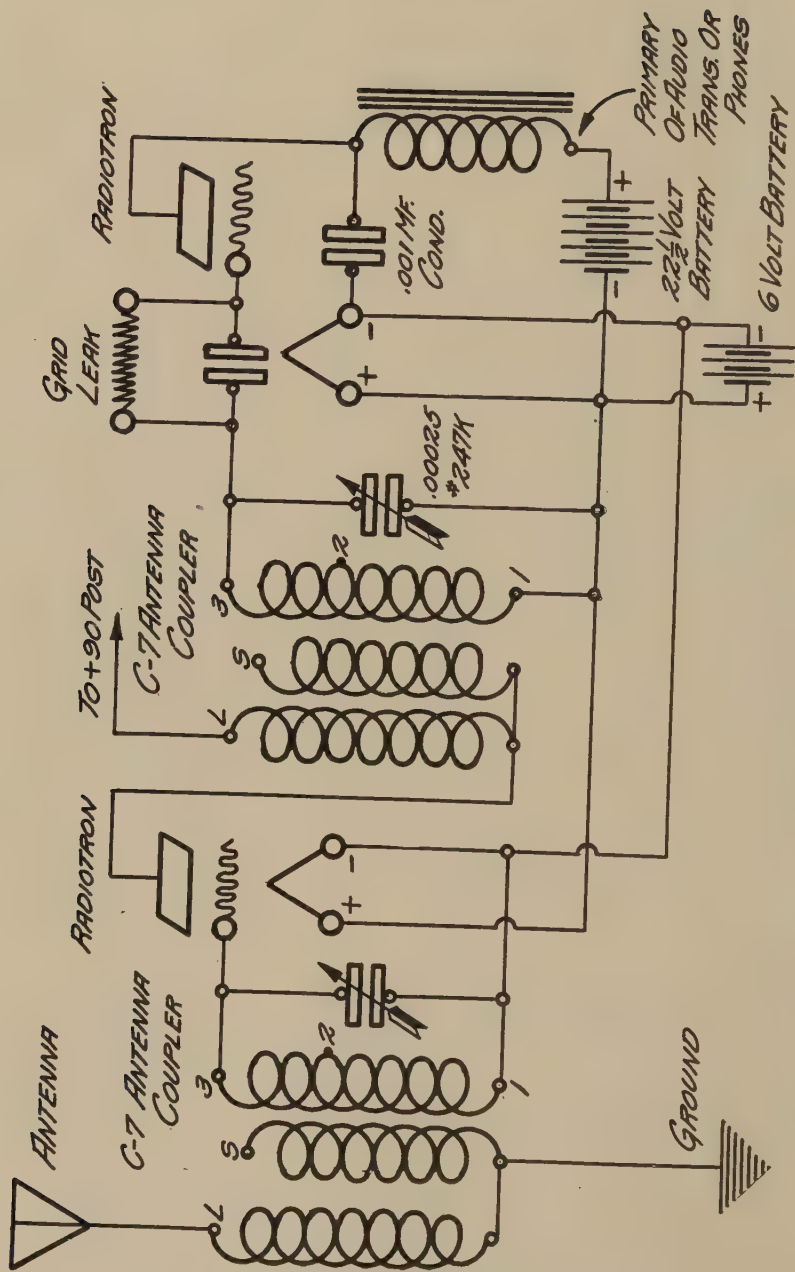 ANTENNA
C-7 ANTENNA
COUPLER
L
S
3
2
1
GROUND
RADIOTRON
+
-
TO +90 POST
C-7 ANTENNA
COUPLER
L
S
3
2
1
.00025
#247K
GRID
LEAK
RADIOTRON
+
-
.001 MF.
COND.
PRIMARY
OF AUDIO
TRANS. OR
PHONES
- +
22½ VOLT
BATTERY
+ -
6 VOLT BATTERY